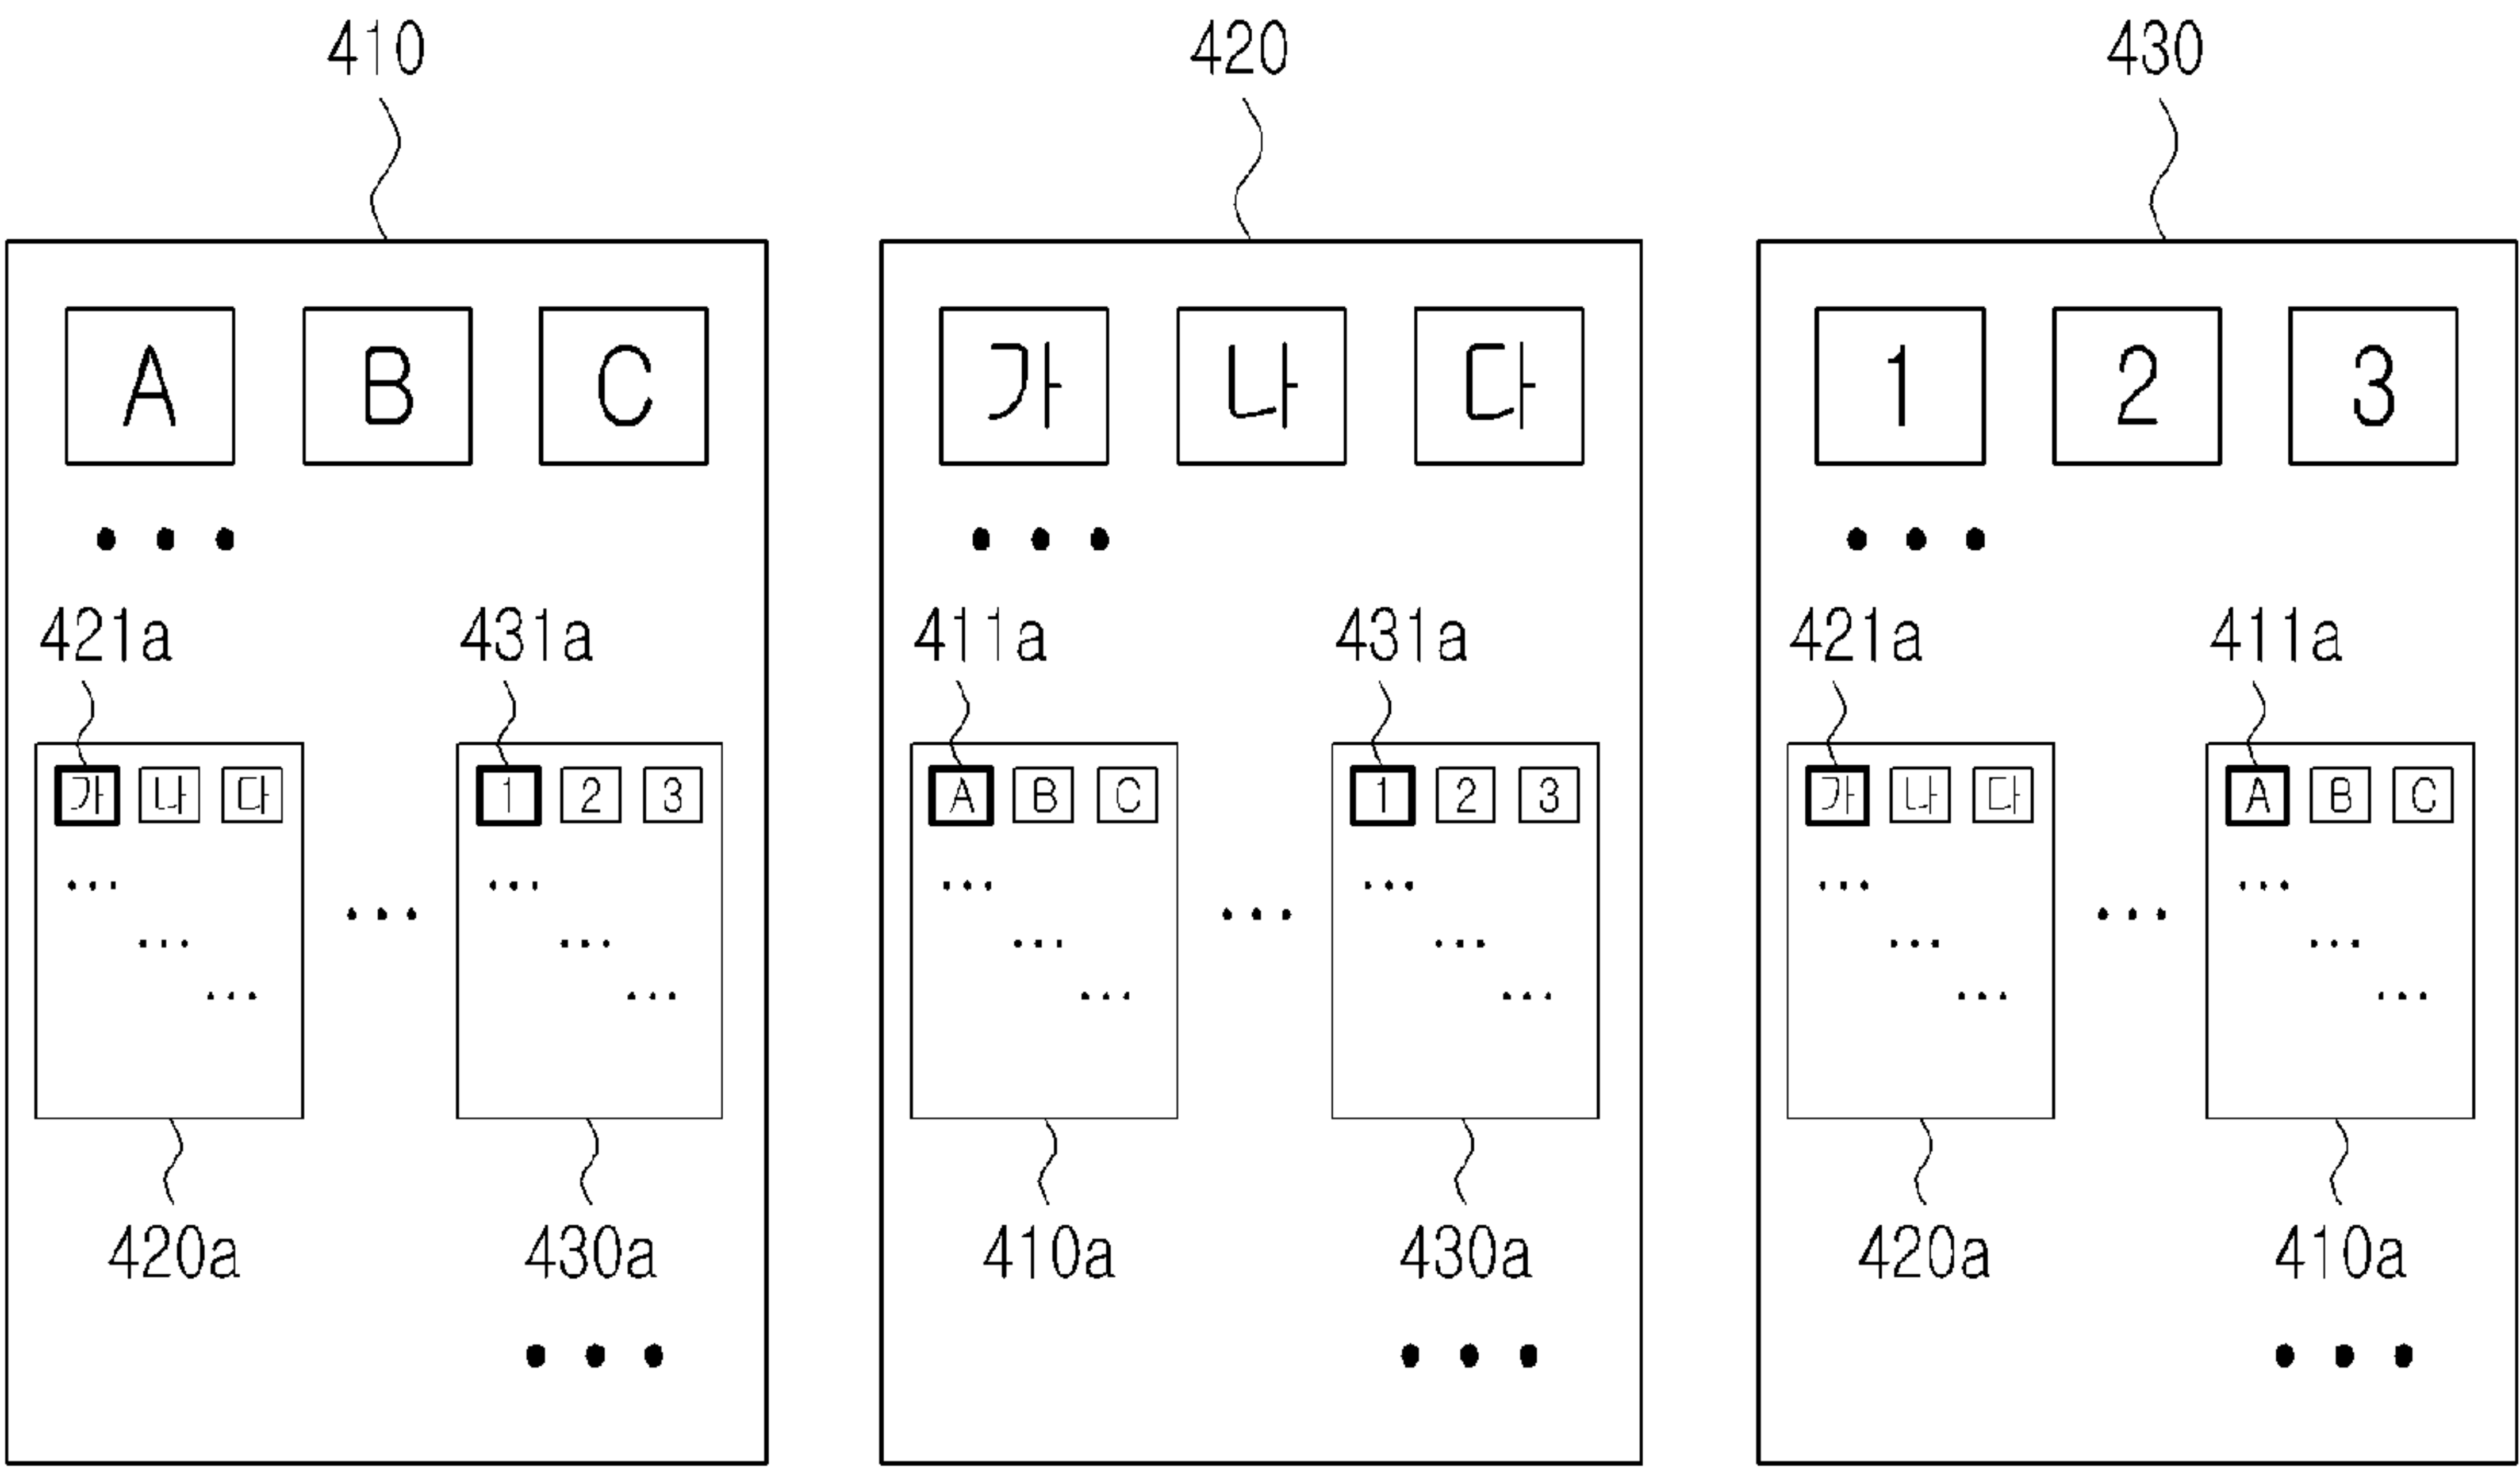 410 420 430
A B C 가 나 다 1 2 3
• • • • • • • • •
421a 431a 411a 431a 421a 411a
가 나 다 1 2 3 A B C 1 2 3 가 나 다 A B C
... ... ... ... ... ...
... ... ...
... ... ... ... ... ...
... ... ... ... ... ...
420a 430a 410a 430a 420a 410a
• • • • • • • • •